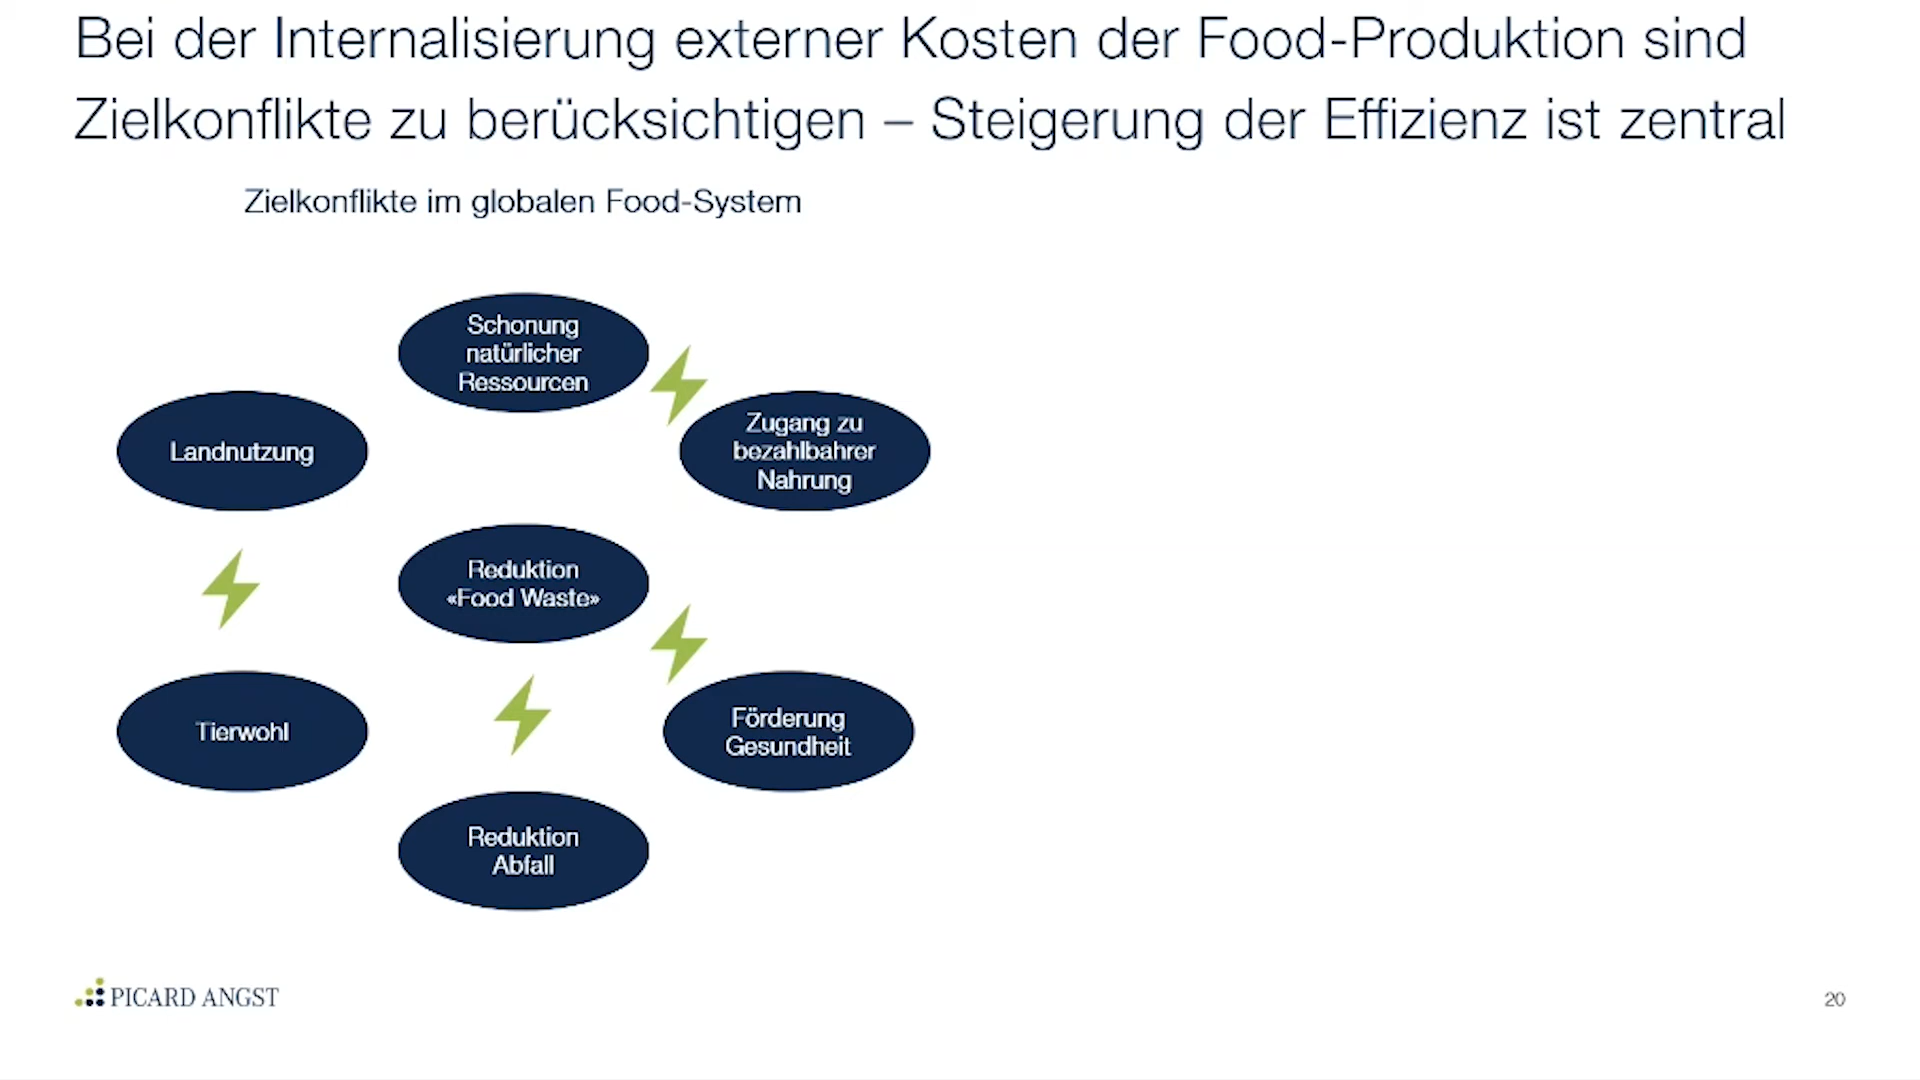 Bei der Internalisierung externer Kosten der Food-Produktion sind
Zielkonflikte zu berücksichtigen – Steigerung der Effizienz ist zentral
Zielkonflikte im globalen Food-System
Schonung
natürlicher
Ressourcen
Landnutzung
Zugang zu
bezahlbahrer
Nahrung
Reduktion
«Food Waste»
Tierwohl
Förderung
Gesundheit
Reduktion
Abfall
PICARD ANGST
20